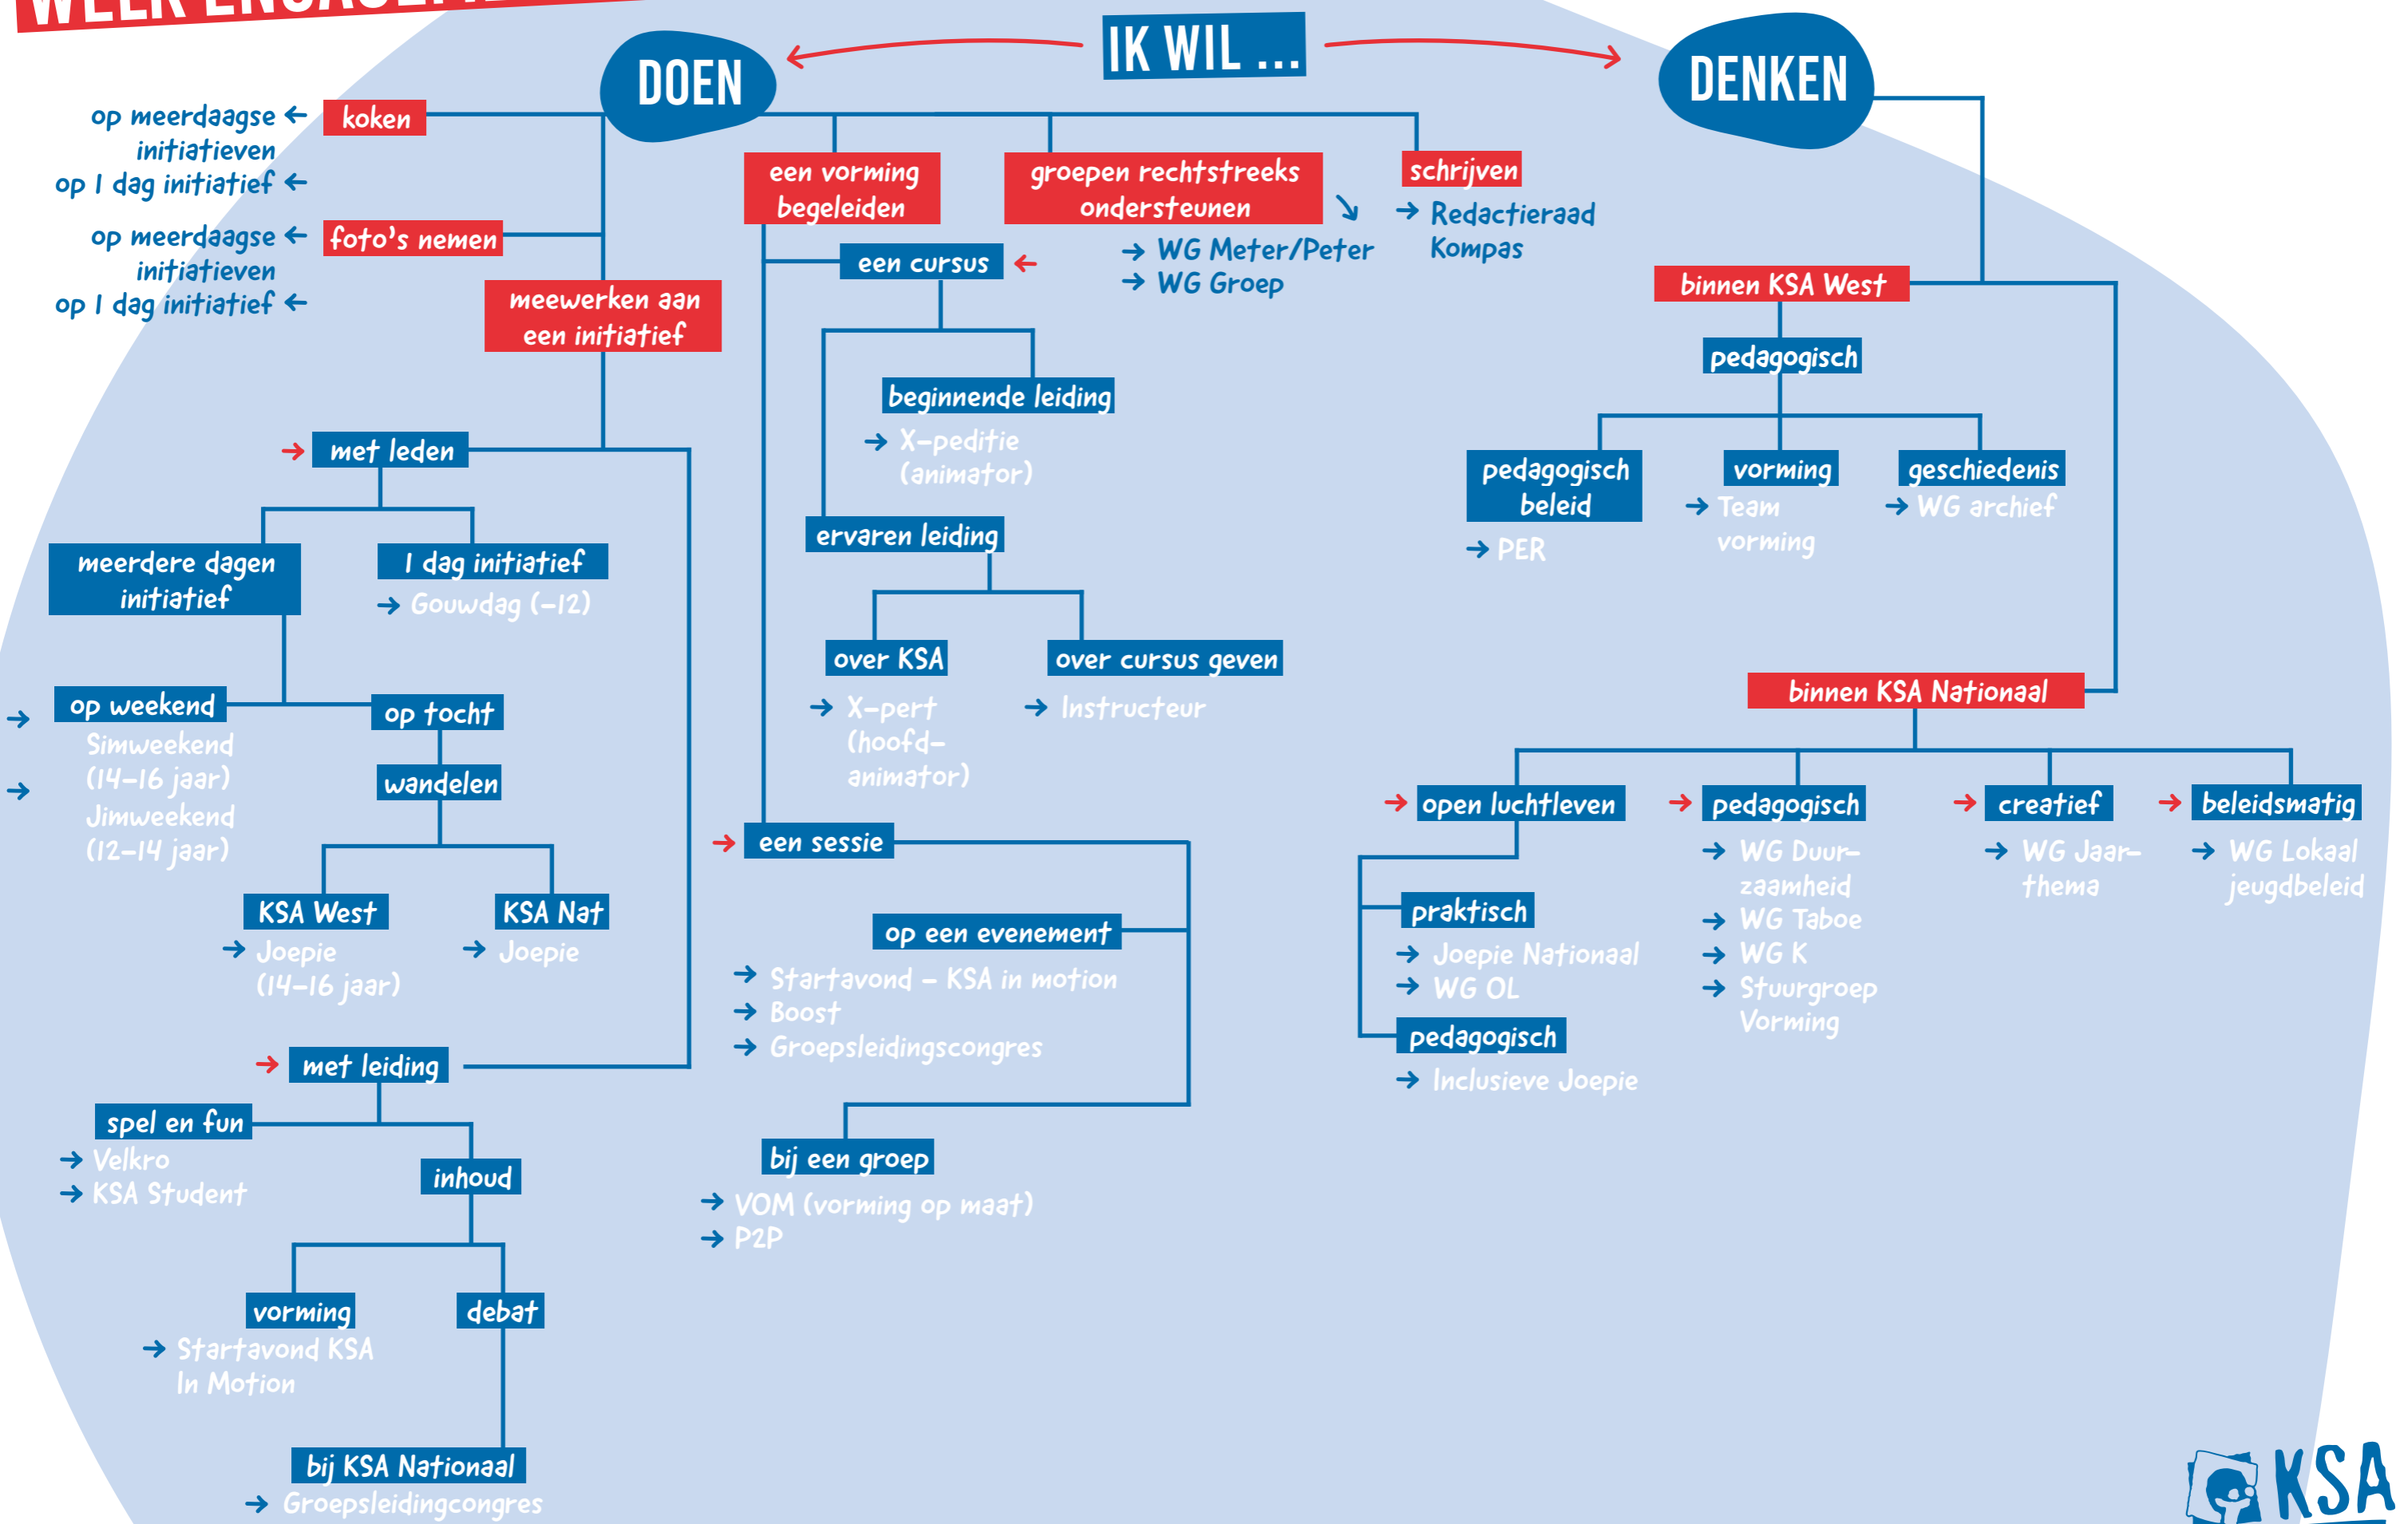 IK WIL ...
DOEN
DENKEN
koken
op meerdaagse
initiatieven
op 1 dag initiatief
foto's nemen
op meerdaagse
initiatieven
op 1 dag initiatief
meewerken aan
een initiatief
met leden
meerdere dagen
initiatief
1 dag initiatief
Gouwdag (-12)
op weekend
Simweekend
(14-16 jaar)
Jimweekend
(12-14 jaar)
op tocht
wandelen
KSA West
Joepie
(14-16 jaar)
KSA Nat
Joepie
met leiding
spel en fun
Velkro
KSA Student
inhoud
vorming
Startavond KSA
In Motion
debat
bij KSA Nationaal
Groepsleidingcongres
een vorming
begeleiden
een cursus
beginnende leiding
X-peditie
(animator)
ervaren leiding
over KSA
X-pert
(hoofd-
animator)
over cursus geven
Instructeur
een sessie
op een evenement
Startavond - KSA in motion
Boost
Groepsleidingscongres
bij een groep
VOM (vorming op maat)
P2P
groepen rechtstreeks
ondersteunen
WG Meter/Peter
WG Groep
schrijven
Redactieraad
Kompas
binnen KSA West
pedagogisch
pedagogisch
beleid
PER
vorming
Team
vorming
geschiedenis
WG archief
binnen KSA Nationaal
open luchtleven
praktisch
Joepie Nationaal
WG OL
pedagogisch
Inclusieve Joepie
pedagogisch
WG Duur-
zaamheid
WG Taboe
WG K
Stuurgroep
Vorming
creatief
WG Jaar-
thema
beleidsmatig
WG Lokaal
jeugdbeleid
KSA